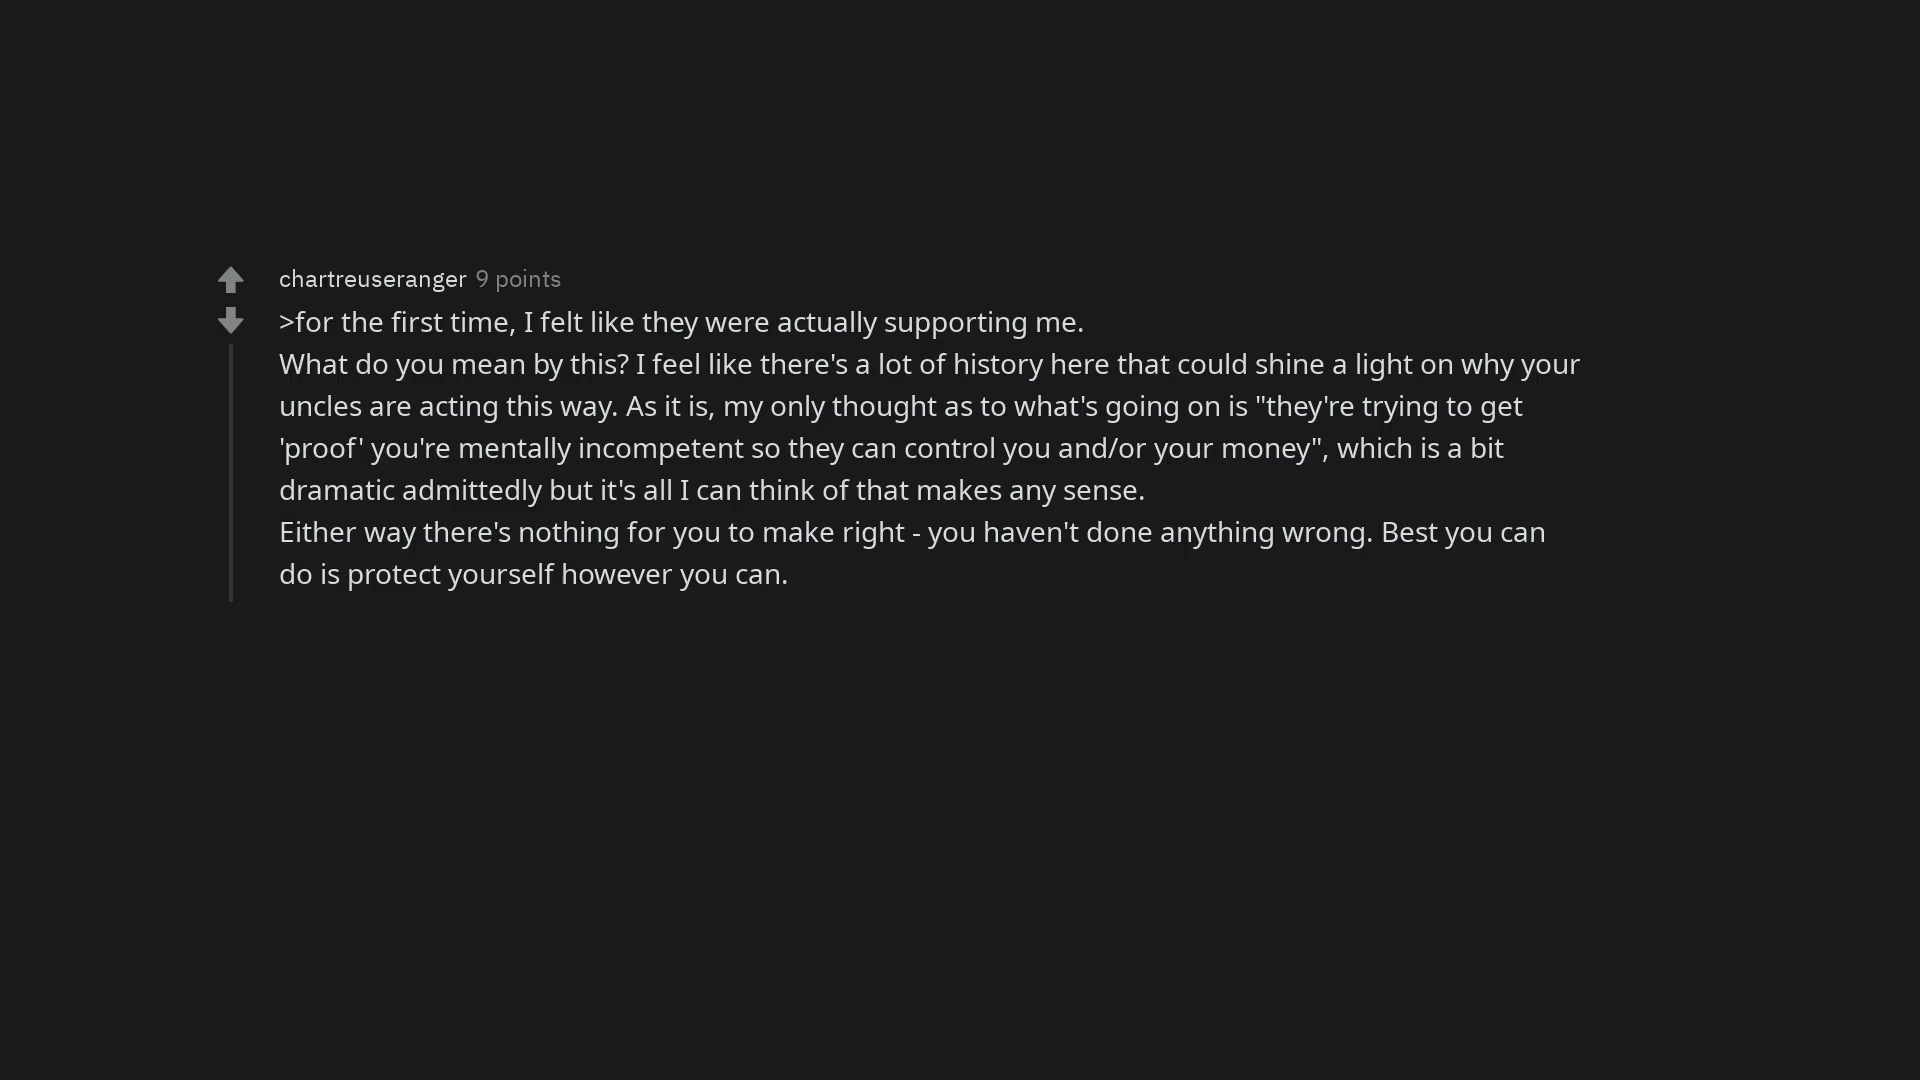 chartreuseranger 9 points
>for the first time, I felt like they were actually supporting me.
What do you mean by this? I feel like there's a lot of history here that could shine a light on why your
uncles are acting this way. As it is, my only thought as to what's going on is "they're trying to get
'proof' you're mentally incompetent so they can control you and/or your money", which is a bit
dramatic admittedly but it's all I can think of that makes any sense.
Either way there's nothing for you to make right - you haven't done anything wrong. Best you can
do is protect yourself however you can.